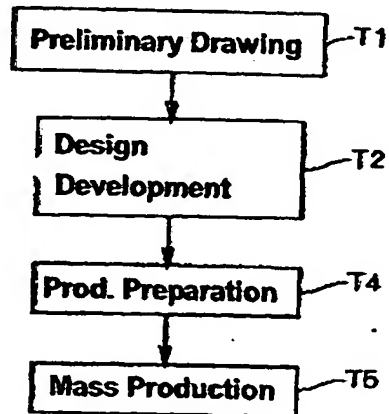 Preliminary Drawing T1
Design
Development
T2
Prod. Preparation T4
Mass Production T5